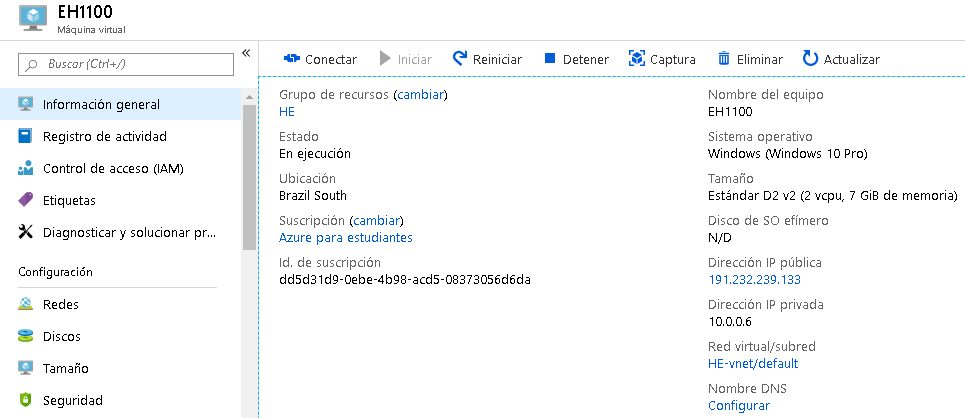 EH1100
Máquina virtual
Buscar (Ctrl+/)
«
Información general
Registro de actividad
Control de acceso (IAM)
Etiquetas
Diagnosticar y solucionar pr...
Configuración
Redes
Discos
Tamaño
Seguridad
Conectar Iniciar Reiniciar Detener Captura Eliminar Actualizar
Grupo de recursos (cambiar)
HE
Estado
En ejecución
Ubicación
Brazil South
Suscripción (cambiar)
Azure para estudiantes
Id. de suscripción
dd5d31d9-0ebe-4b98-acd5-08373056d6da
Nombre del equipo
EH1100
Sistema operativo
Windows (Windows 10 Pro)
Tamaño
Estándar D2 v2 (2 vcpu, 7 GiB de memoria)
Disco de SO efímero
N/D
Dirección IP pública
191.232.239.133
Dirección IP privada
10.0.0.6
Red virtual/subred
HE-vnet/default
Nombre DNS
Configurar